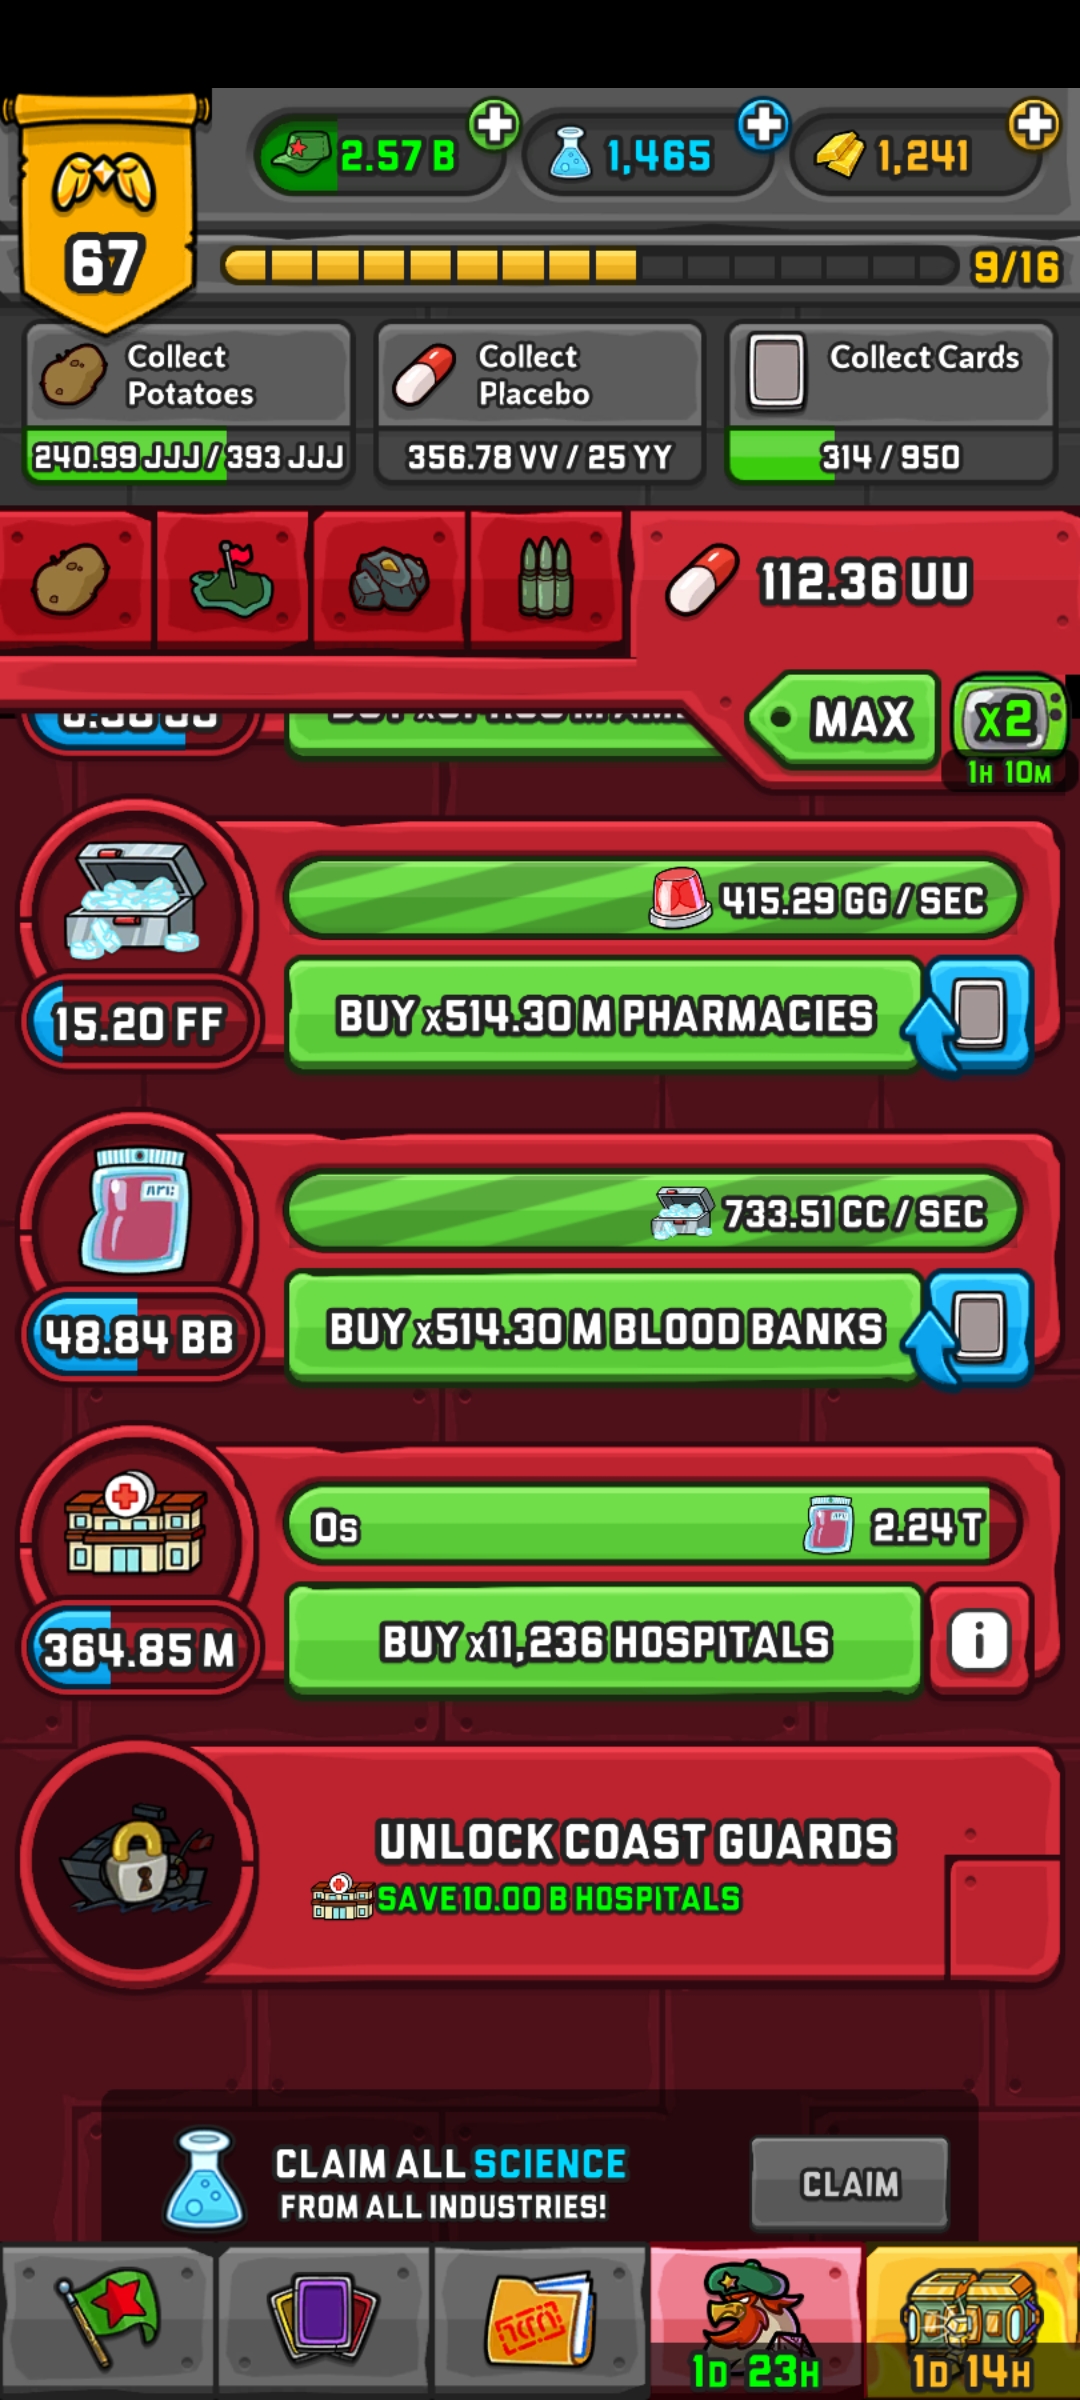 2.57 B
1,465
1,241
67
9/16
Collect
Potatoes
Collect
Placebo
Collect Cards
240.99 JJJ / 393 JJJ
356.78 VV / 25 YY
314 / 950
112.36 UU
MAX
x2
1H 10M
415.29 GG / SEC
15.20 FF
BUY x514.30 M PHARMACIES
733.51 CC / SEC
48.84 BB
BUY x514.30 M BLOOD BANKS
0s
2.24 T
364.85 M
BUY x11,236 HOSPITALS
i
UNLOCK COAST GUARDS
SAVE 10.00 B HOSPITALS
CLAIM ALL SCIENCE
FROM ALL INDUSTRIES!
CLAIM
1D 23H
1D 14H